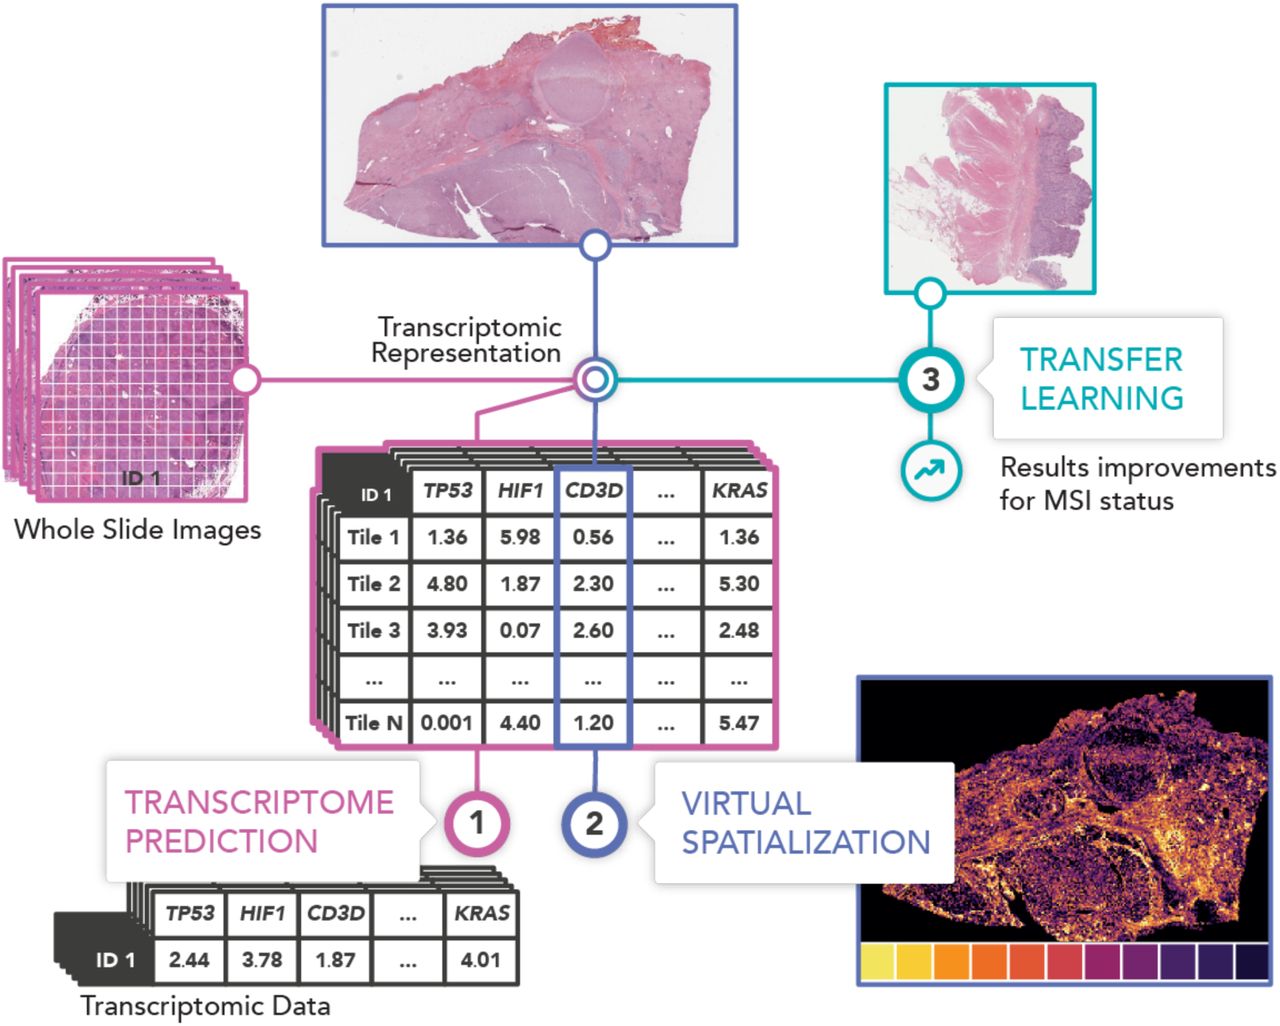 Transcriptomic
Representation
3
TRANSFER
LEARNING
Results improvements
for MSI status
ID 1
Whole Slide Images
ID 1 TP53 HIF1 CD3D ... KRAS
Tile 1 1.36 5.98 0.56 ... 1.36
Tile 2 4.80 1.87 2.30 ... 5.30
Tile 3 3.93 0.07 2.60 ... 2.48
... ... ... ... ... ...
Tile N 0.001 4.40 1.20 ... 5.47
TRANSCRIPTOME
PREDICTION
1
2
VIRTUAL
SPATIALIZATION
TP53 HIF1 CD3D ... KRAS
ID 1 2.44 3.78 1.87 ... 4.01
Transcriptomic Data